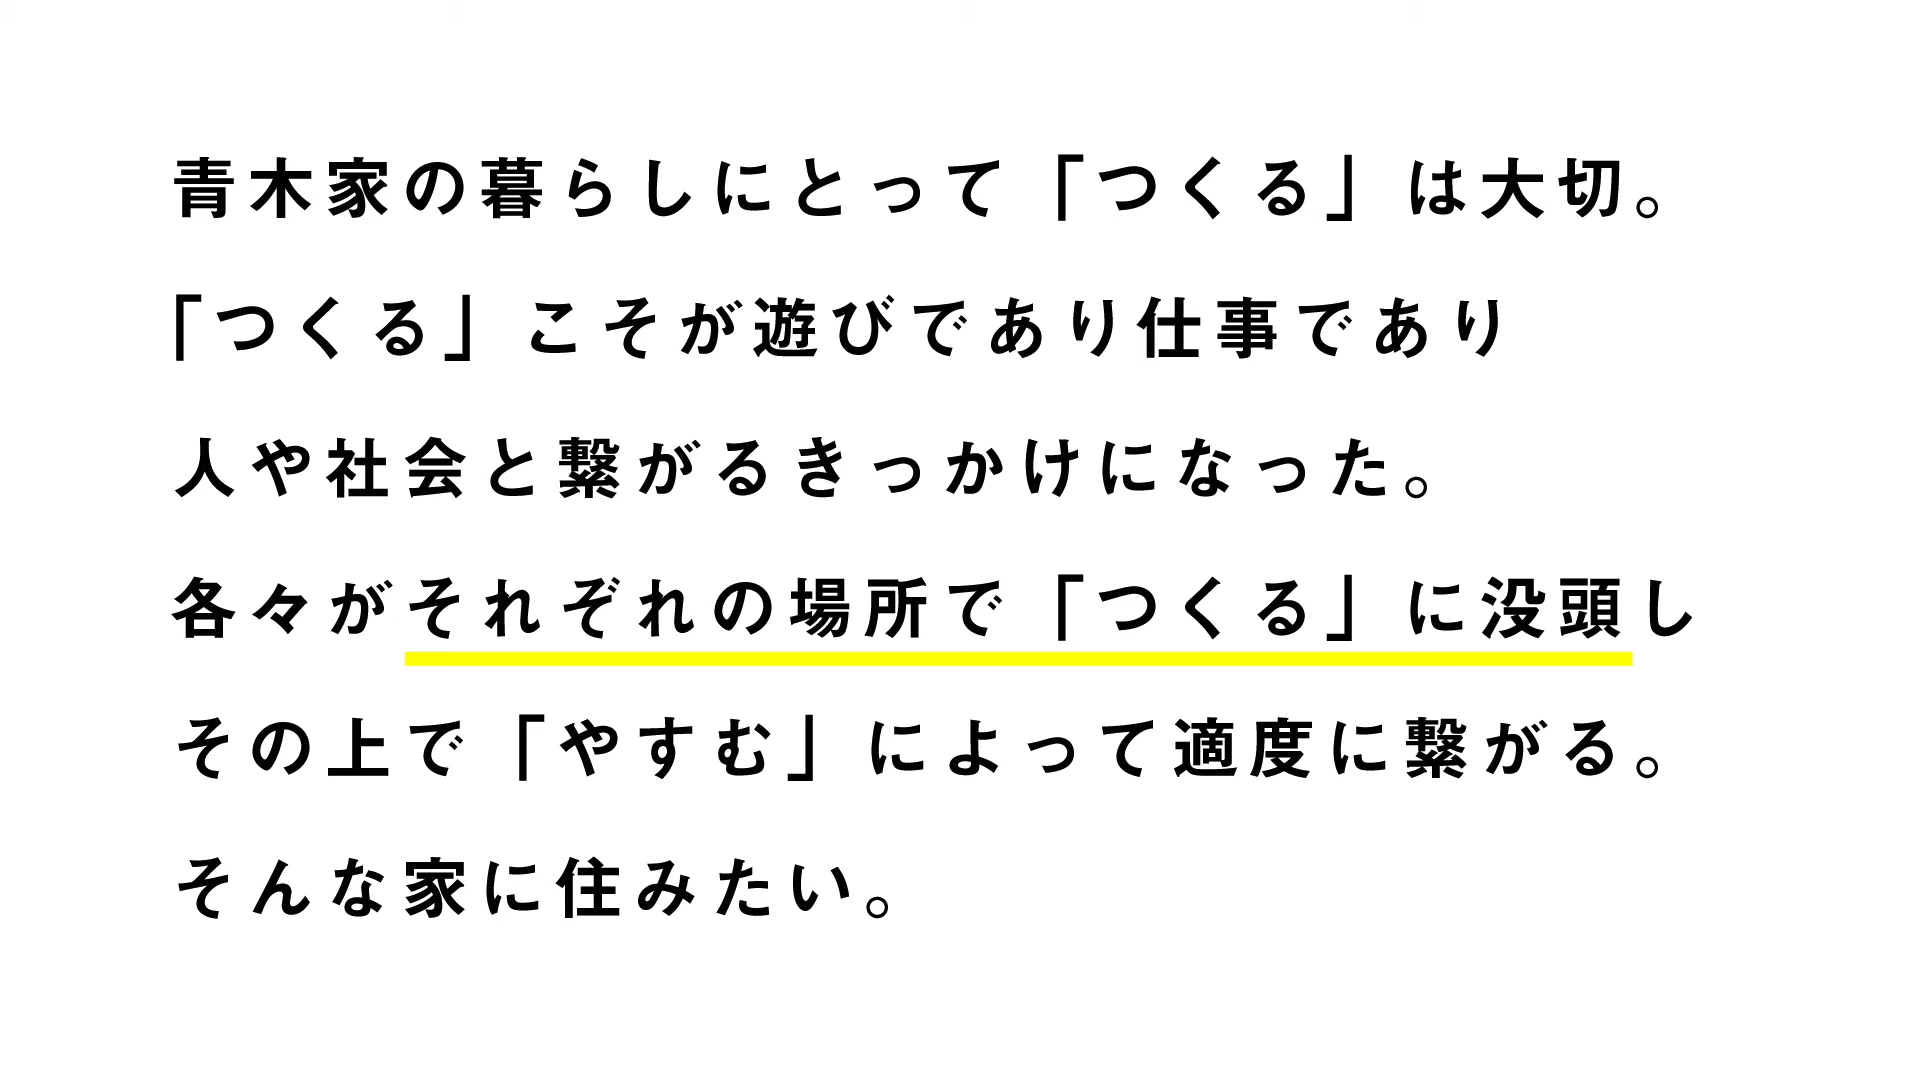 青木家の暮らしにとって「つくる」は大切。
「つくる」こそが遊びであり仕事であり
人や社会と繋がるきっかけになった。
各々がそれぞれの場所で「つくる」に没頭し
その上で「やすむ」によって適度に繋がる。
そんな家に住みたい。